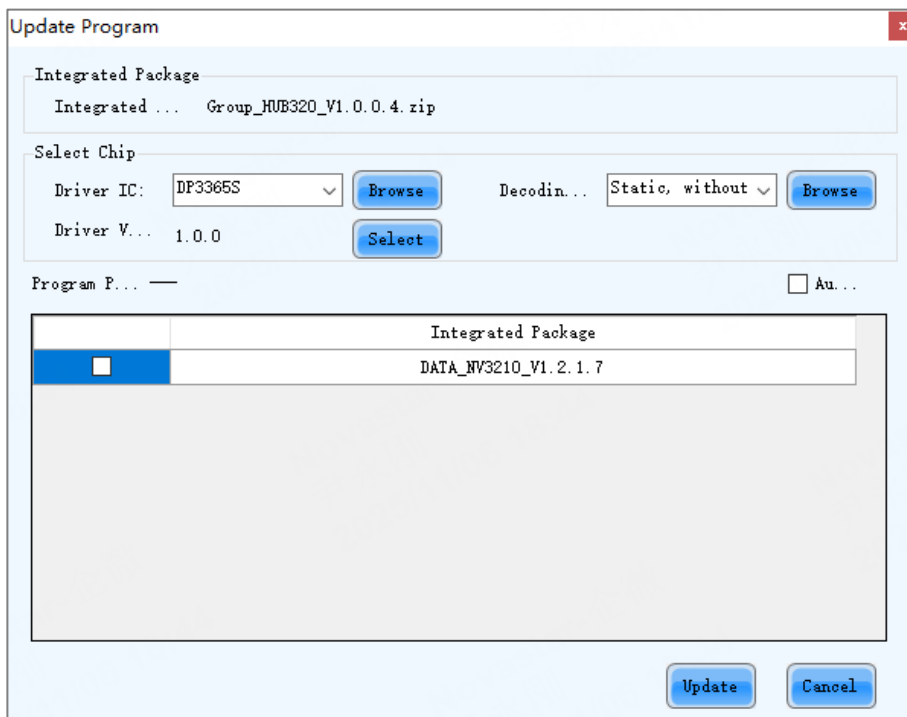 Update Program
x
Integrated Package
Integrated ... Group_HUB320_V1.0.0.4.zip
Select Chip
Driver IC: DP3365S Browse Decodin... Static, without Browse
Driver V... 1.0.0 Select
Program P... — Au...
Integrated Package
DATA_NV3210_V1.2.1.7
Update Cancel